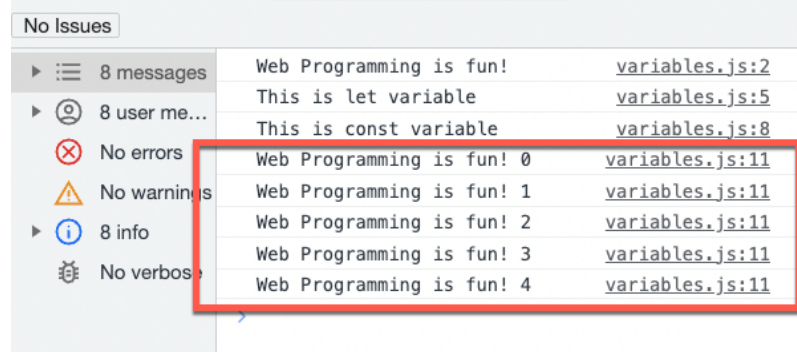 No Issues
8 messages
8 user me...
No errors
No warnings
8 info
No verbose
Web Programming is fun! variables.js:2
This is let variable variables.js:5
This is const variable variables.js:8
Web Programming is fun! 0 variables.js:11
Web Programming is fun! 1 variables.js:11
Web Programming is fun! 2 variables.js:11
Web Programming is fun! 3 variables.js:11
Web Programming is fun! 4 variables.js:11
>